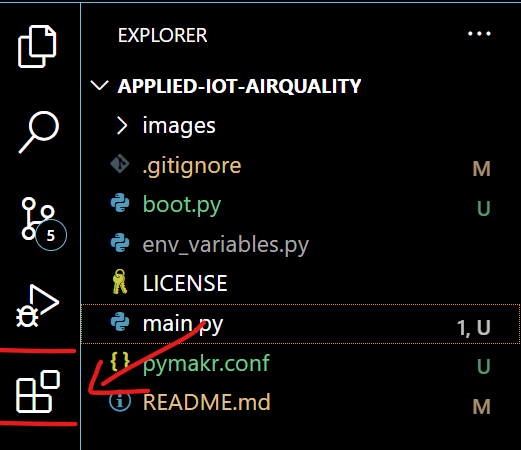 EXPLORER ...
APPLIED-IOT-AIRQUALITY
images
.gitignore M
boot.py U
5
env_variables.py
LICENSE
main.py 1, U
{} pymakr.conf U
README.md M